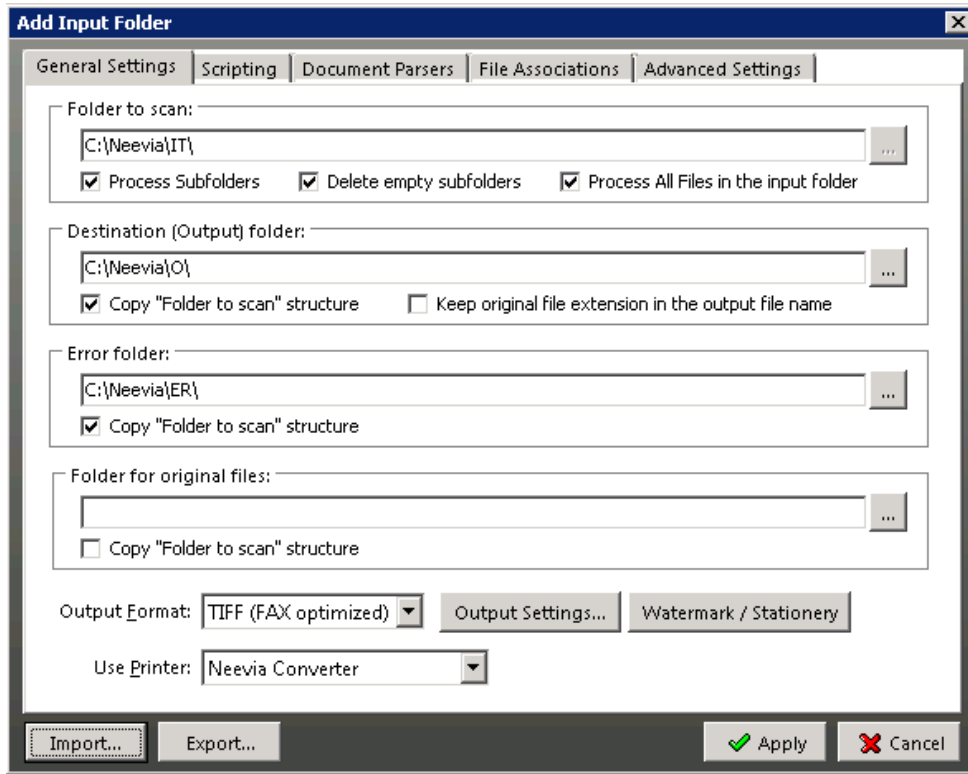 Add Input Folder
General Settings Scripting Document Parsers File Associations Advanced Settings
Folder to scan:
C:\Neevia\IT\
...
Process Subfolders Delete empty subfolders Process All Files in the input folder
Destination (Output) folder:
C:\Neevia\O\
...
Copy "Folder to scan" structure Keep original file extension in the output file name
Error folder:
C:\Neevia\ER\
...
Copy "Folder to scan" structure
Folder for original files:
...
Copy "Folder to scan" structure
Output Format: TIFF (FAX optimized) Output Settings... Watermark / Stationery
Use Printer: Neevia Converter
Import... Export... Apply Cancel